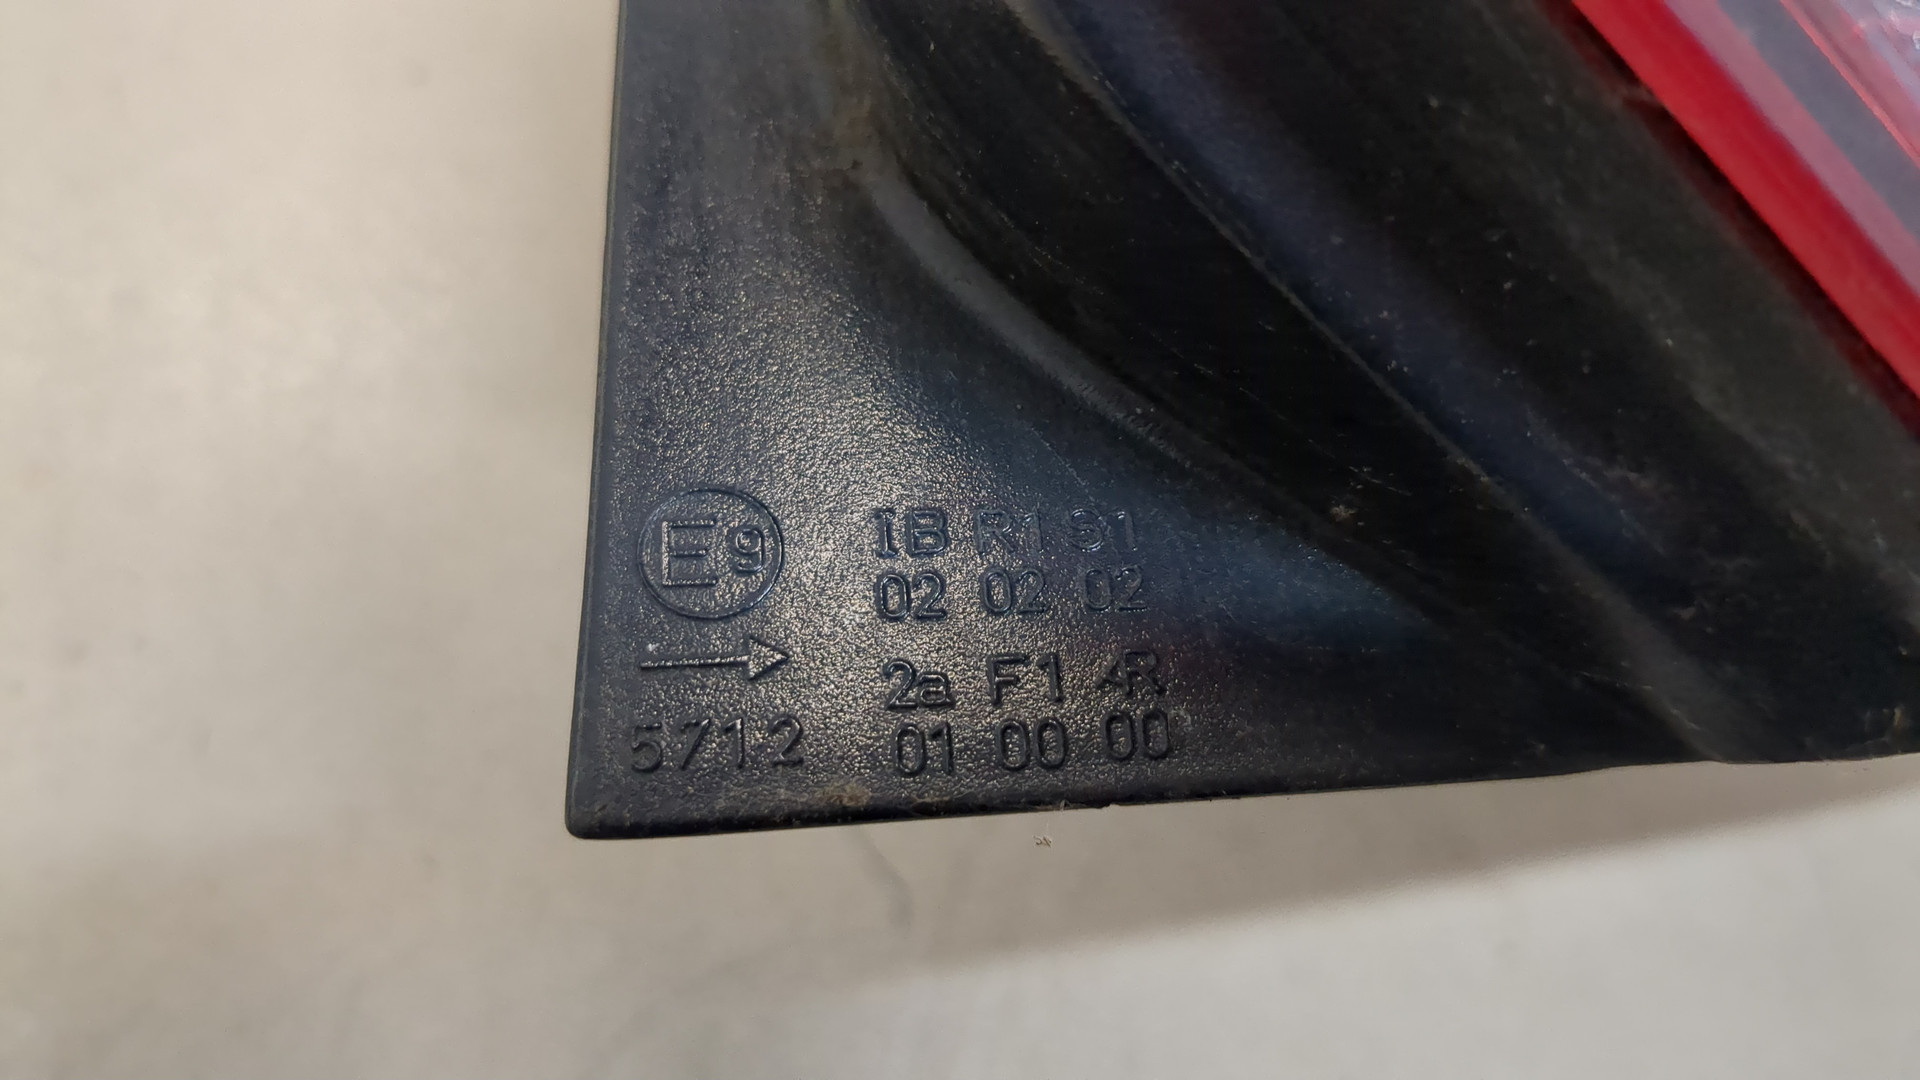 E9 IB R1 S1
02 02 02
→ 2a F1 AR
5712 01 00 00